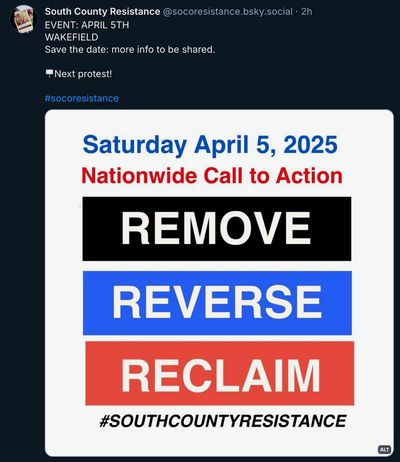 South County Resistance @socoresistance.bsky.social · 2h
EVENT: APRIL 5TH
WAKEFIELD
Save the date: more info to be shared.
🪧Next protest!
#socoresistance
Saturday April 5, 2025
Nationwide Call to Action
REMOVE
REVERSE
RECLAIM
#SOUTHCOUNTYRESISTANCE
ALT